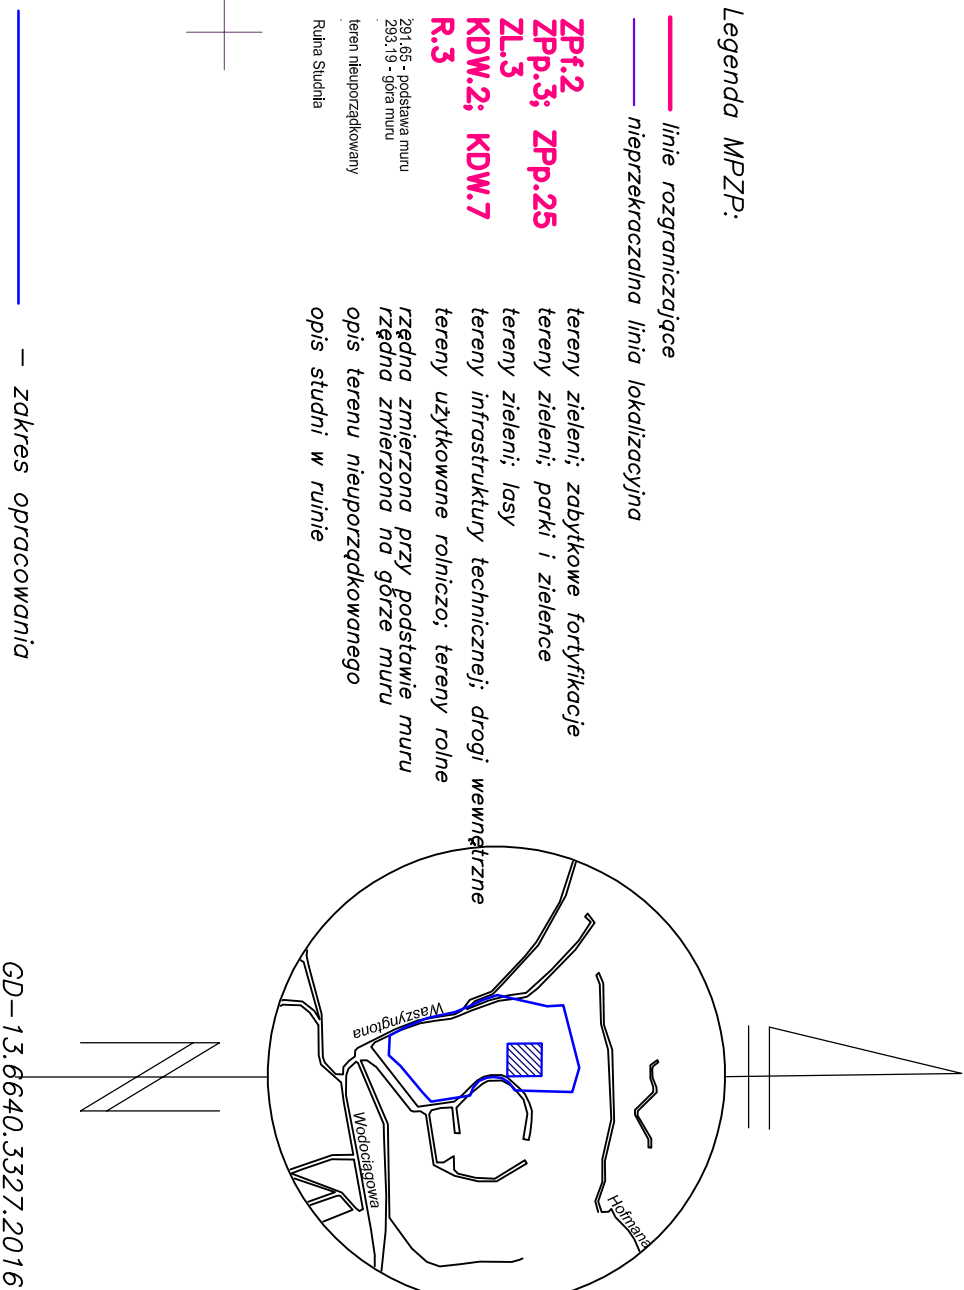 Legenda MPZP:
linie rozgraniczające
nieprzekraczalna linia lokalizacyjna
ZPf.2 tereny zieleni; zabytkowe fortyfikacje
ZPp.3; ZPp.25 tereny zieleni; parki i zieleńce
ZL.3 tereny zieleni; lasy
KDW.2; KDW.7 tereny infrastruktury technicznej; drogi wewnętrzne
R.3 tereny użytkowane rolniczo; tereny rolne
291.65 - podstawa muru rzędna zmierzona przy podstawie muru
293.19 - góra muru rzędna zmierzona na górze muru
teren nieuporządkowany opis terenu nieuporządkowanego
Ruina Studnia opis studni w ruinie
– zakres opracowania
Waszyngtona
Wodociągowa
Hofmana
N
GD-13.6640.3327.2016